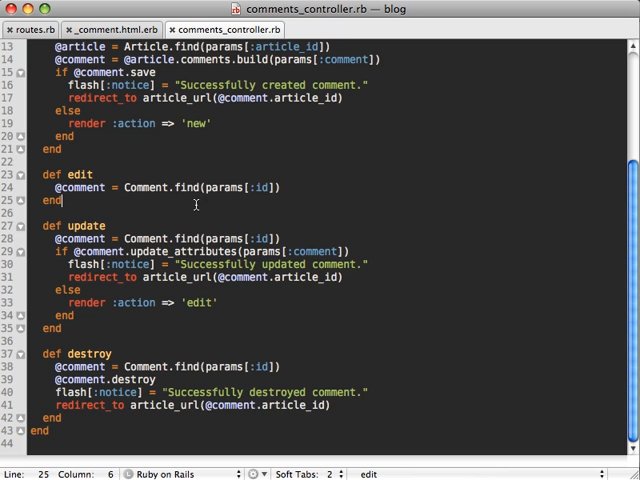 comments_controller.rb — blog
routes.rb _comment.html.erb comments_controller.rb
13 @article = Article.find(params[:article_id])
14 @comment = @article.comments.build(params[:comment])
15 if @comment.save
16 flash[:notice] = "Successfully created comment."
17 redirect_to article_url(@comment.article_id)
18 else
19 render :action => 'new'
20 end
21 end
22
23 def edit
24 @comment = Comment.find(params[:id])
25 end
26
27 def update
28 @comment = Comment.find(params[:id])
29 if @comment.update_attributes(params[:comment])
30 flash[:notice] = "Successfully updated comment."
31 redirect_to article_url(@comment.article_id)
32 else
33 render :action => 'edit'
34 end
35 end
36
37 def destroy
38 @comment = Comment.find(params[:id])
39 @comment.destroy
40 flash[:notice] = "Successfully destroyed comment."
41 redirect_to article_url(@comment.article_id)
42 end
43 end
44
Line: 25 Column: 6 Ruby on Rails Soft Tabs: 2 edit